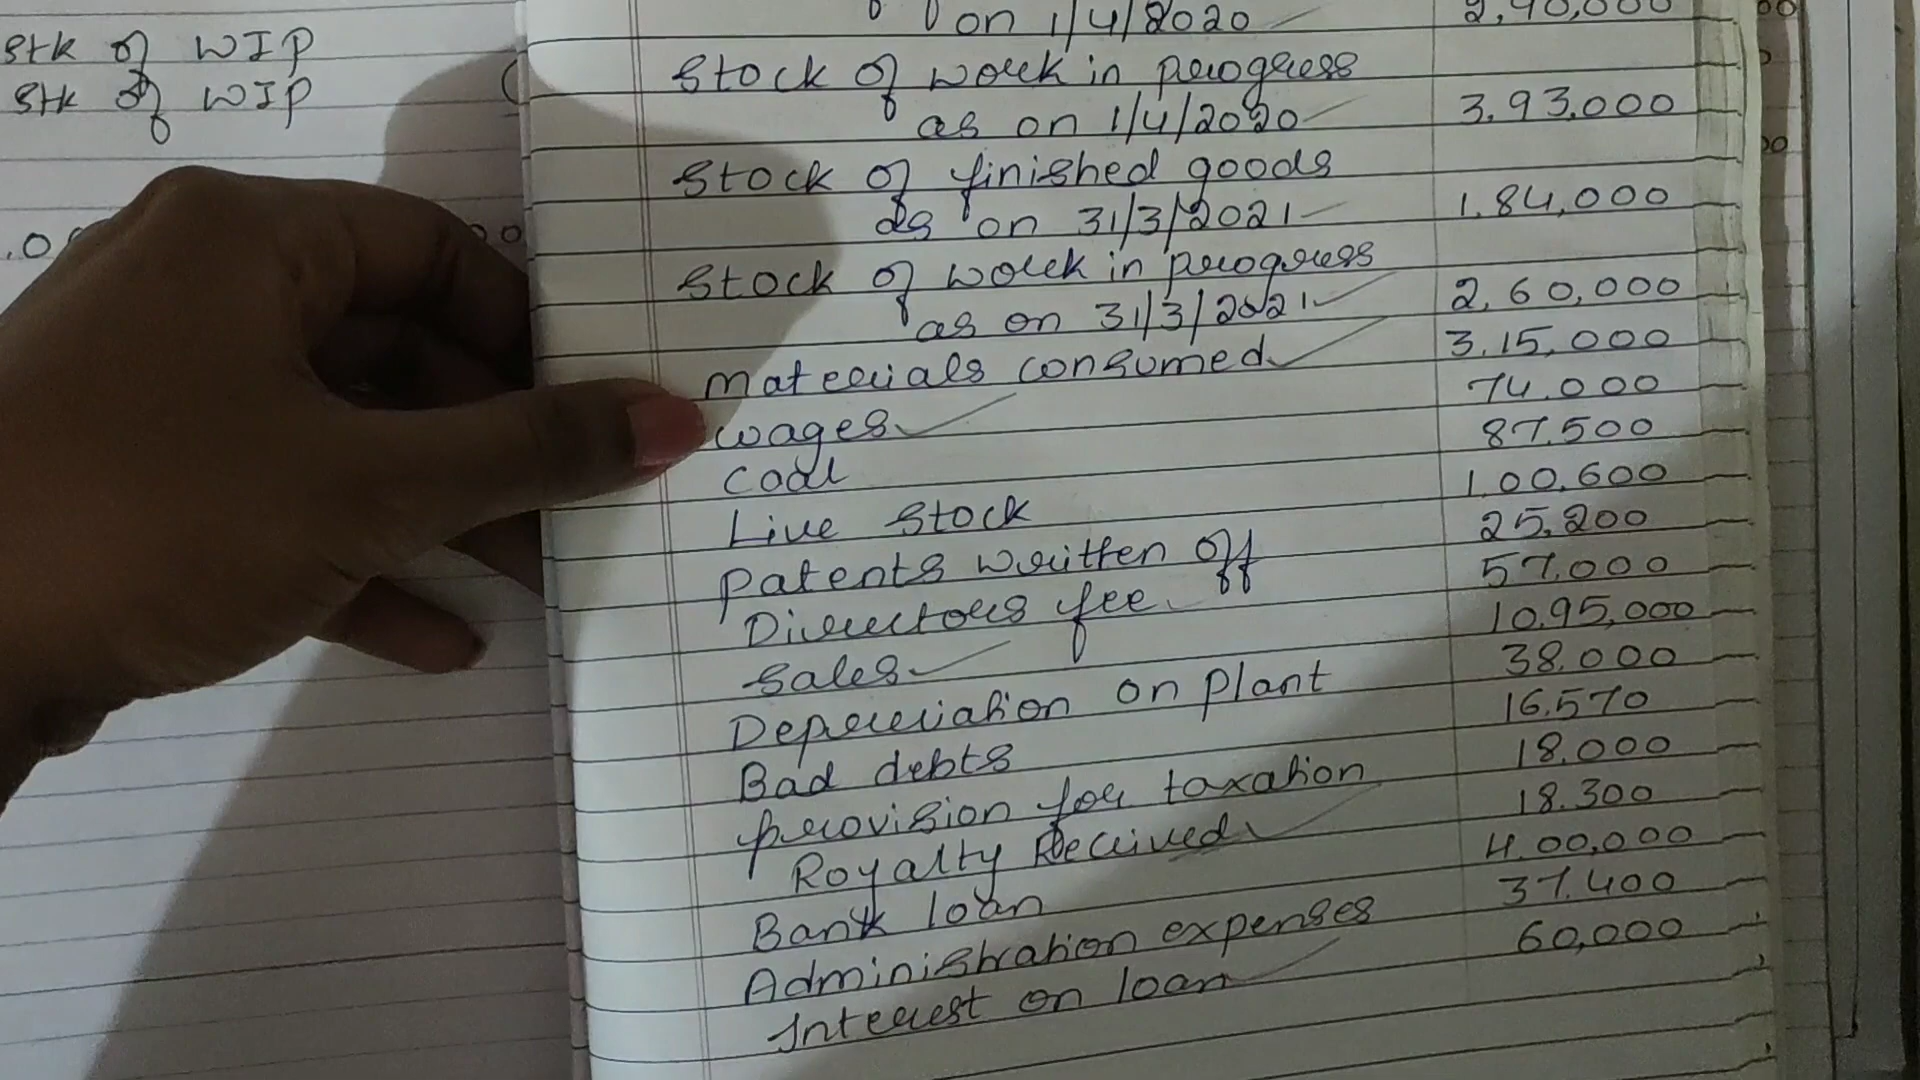 Stk of WIP
Stk of WIP
on 1/4/2020 2,90,000
Stock of work in progress
as on 1/4/2020 3,93,000
Stock of finished goods
as on 31/3/2021 1,84,000
Stock of work in progress
as on 31/3/2021 2,60,000
Materials consumed 3,15,000
Wages 74,000
Coal 87,500
Live Stock 1,00,600
Patents written off 25,200
Directors fee 57,000
Sales 10,95,000
Depreciation on plant 38,000
Bad debts 16,570
provision for taxation 18,000
Royalty Received 18,300
Bank loan 4,00,000
Administration expenses 37,400
Interest on loan 60,000